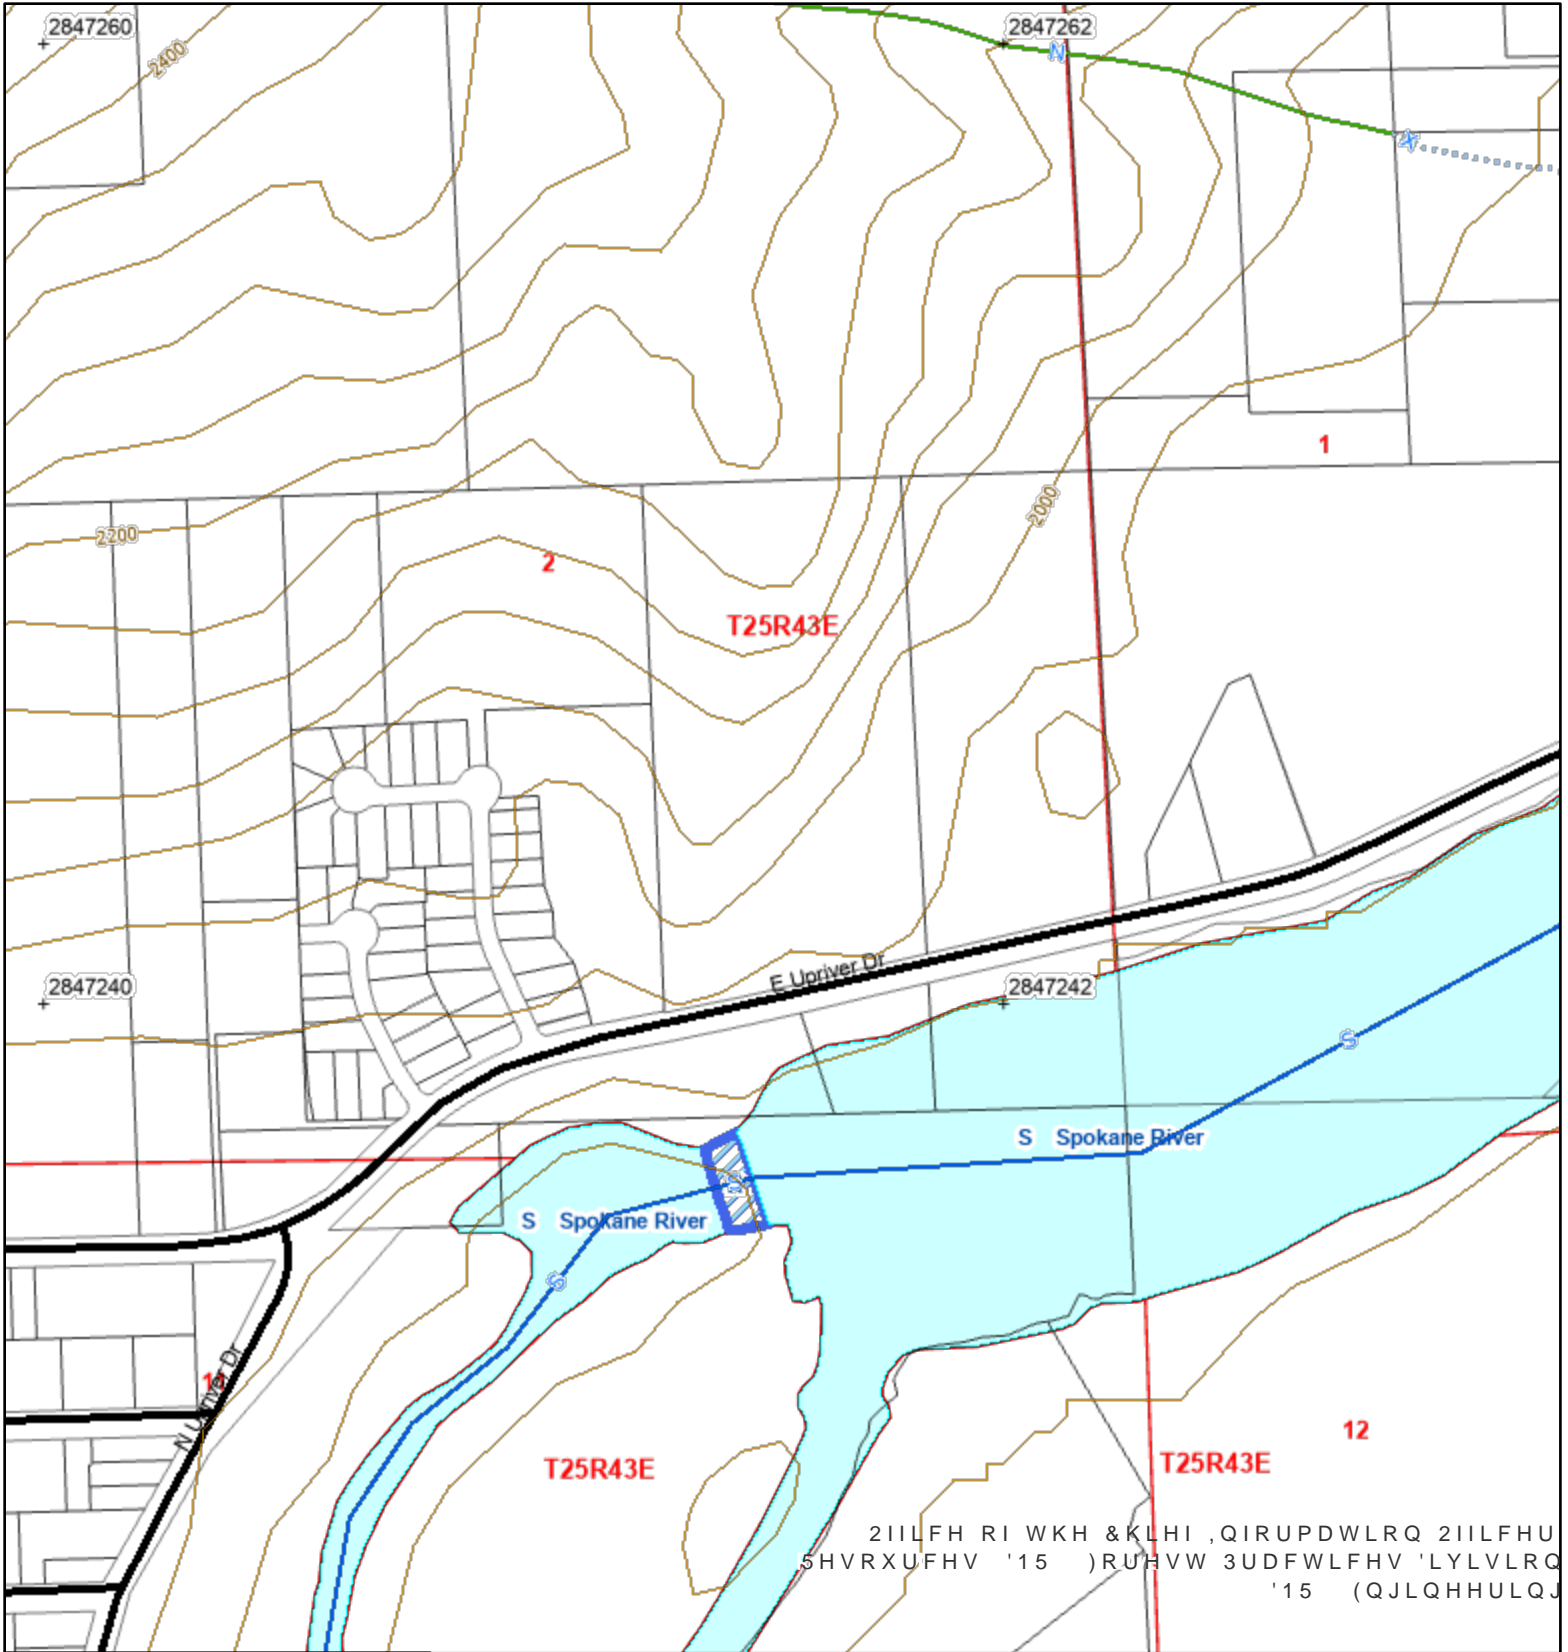 2847260
2847262
2400
N
X
1
2000
2200
2
T25R43E
E Upriver Dr
2847240
2847242
S
S Spokane River
S
S Spokane River
S
N Upriver Dr
12
T25R43E
T25R43E
2IILFH RI WKH &KLHI ,QIRUPDWLRQ 2IILFHU
5HVRXUFHV '15 )RUHVW 3UDFWLFHV 'LYLVLRQ
'15 (QJLQHHULQJ